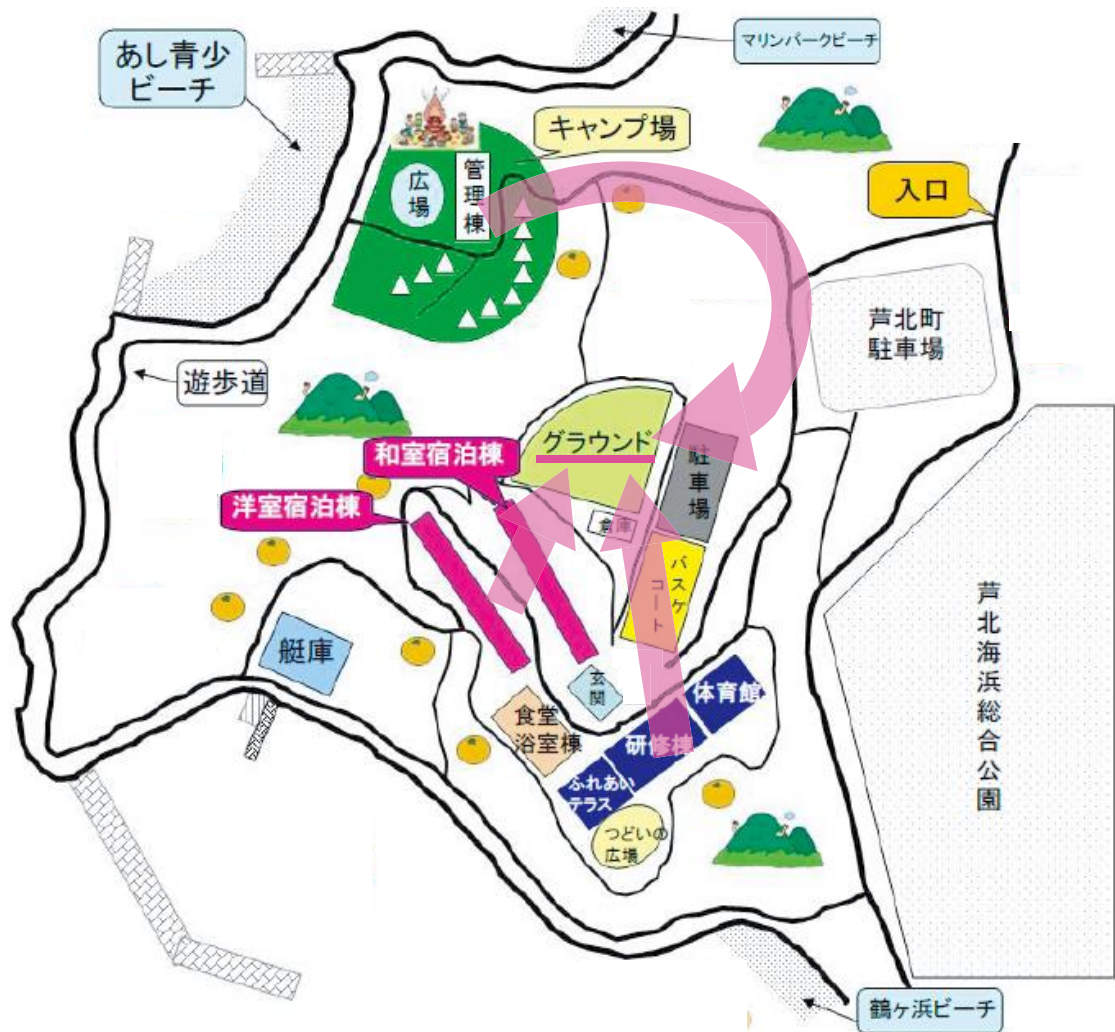 マリンパークビーチ
あし青少
ビーチ
キャンプ場
管理棟
広場
入口
芦北町
駐車場
遊歩道
グラウンド
和室宿泊棟
駐車場
洋室宿泊棟
倉庫
バスケ
コート
芦北海浜総合公園
艇庫
玄関
体育館
食堂
浴室棟
研修棟
ふれあい
テラス
つどいの
広場
鶴ヶ浜ビーチ